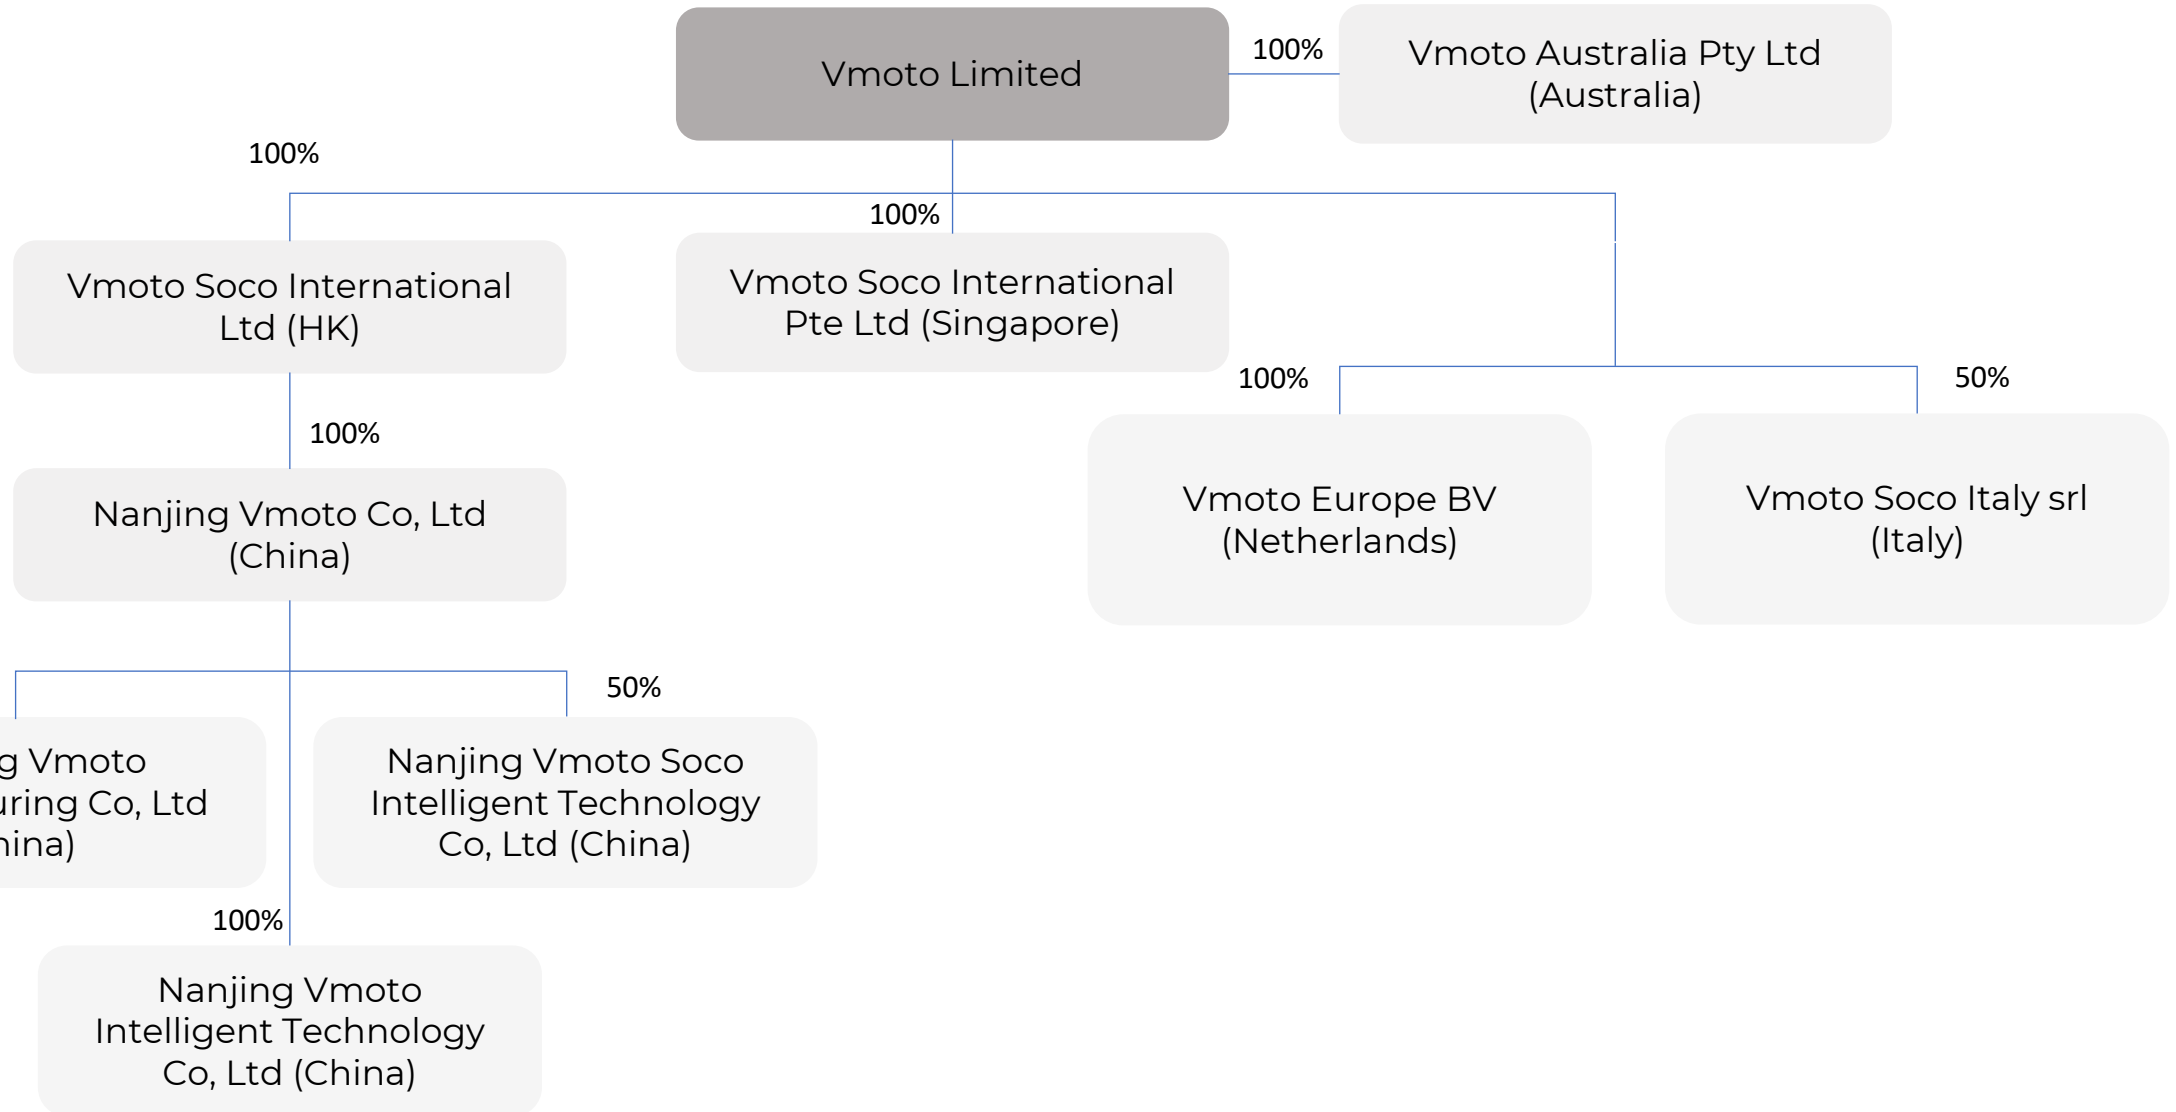 Vmoto Limited
100%
Vmoto Australia Pty Ltd
(Australia)
100%
100%
Vmoto Soco International
Ltd (HK)
Vmoto Soco International
Pte Ltd (Singapore)
100%
50%
100%
Nanjing Vmoto Co, Ltd
(China)
Vmoto Europe BV
(Netherlands)
Vmoto Soco Italy srl
(Italy)
50%
g Vmoto
uring Co, Ltd
hina)
Nanjing Vmoto Soco
Intelligent Technology
Co, Ltd (China)
100%
Nanjing Vmoto
Intelligent Technology
Co, Ltd (China)